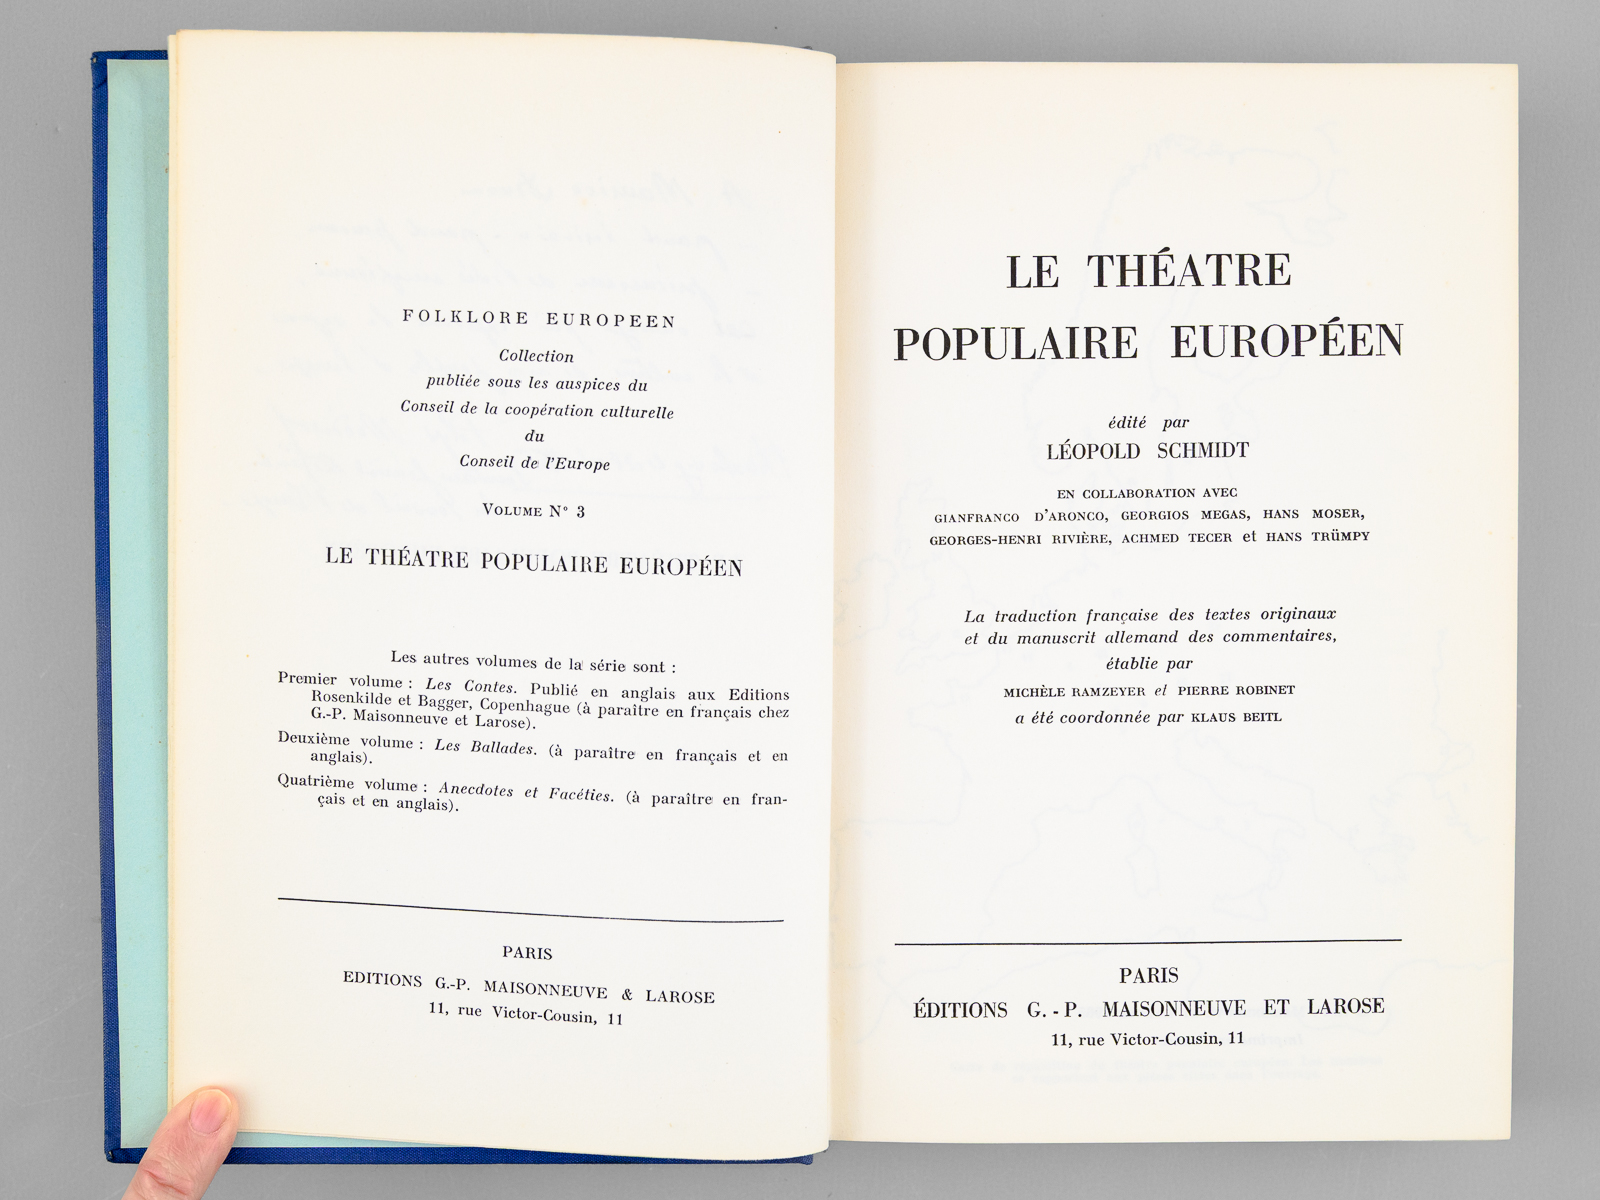 FOLKLORE EUROPEEN
Collection
publiée sous les auspices du
Conseil de la coopération culturelle
du
Conseil de l'Europe
VOLUME N° 3
LE THÉATRE POPULAIRE EUROPÉEN
Les autres volumes de la série sont :
Premier volume : Les Contes. Publié en anglais aux Editions
Rosenkilde et Bagger, Copenhague (à paraître en français chez
G.-P. Maisonneuve et Larose).
Deuxième volume : Les Ballades. (à paraître en français et en
anglais).
Quatrième volume : Anecdotes et Facéties. (à paraître en fran-
çais et en anglais).
PARIS
EDITIONS G.-P. MAISONNEUVE & LAROSE
11, rue Victor-Cousin, 11
LE THÉATRE
POPULAIRE EUROPÉEN
édité par
LÉOPOLD SCHMIDT
EN COLLABORATION AVEC
GIANFRANCO D'ARONCO, GEORGIOS MEGAS, HANS MOSER,
GEORGES-HENRI RIVIÈRE, ACHMED TECER et HANS TRÜMPY
La traduction française des textes originaux
et du manuscrit allemand des commentaires,
établie par
MICHÈLE RAMZEYER et PIERRE ROBINET
a été coordonnée par KLAUS BEITL
PARIS
ÉDITIONS G.-P. MAISONNEUVE ET LAROSE
11, rue Victor-Cousin, 11